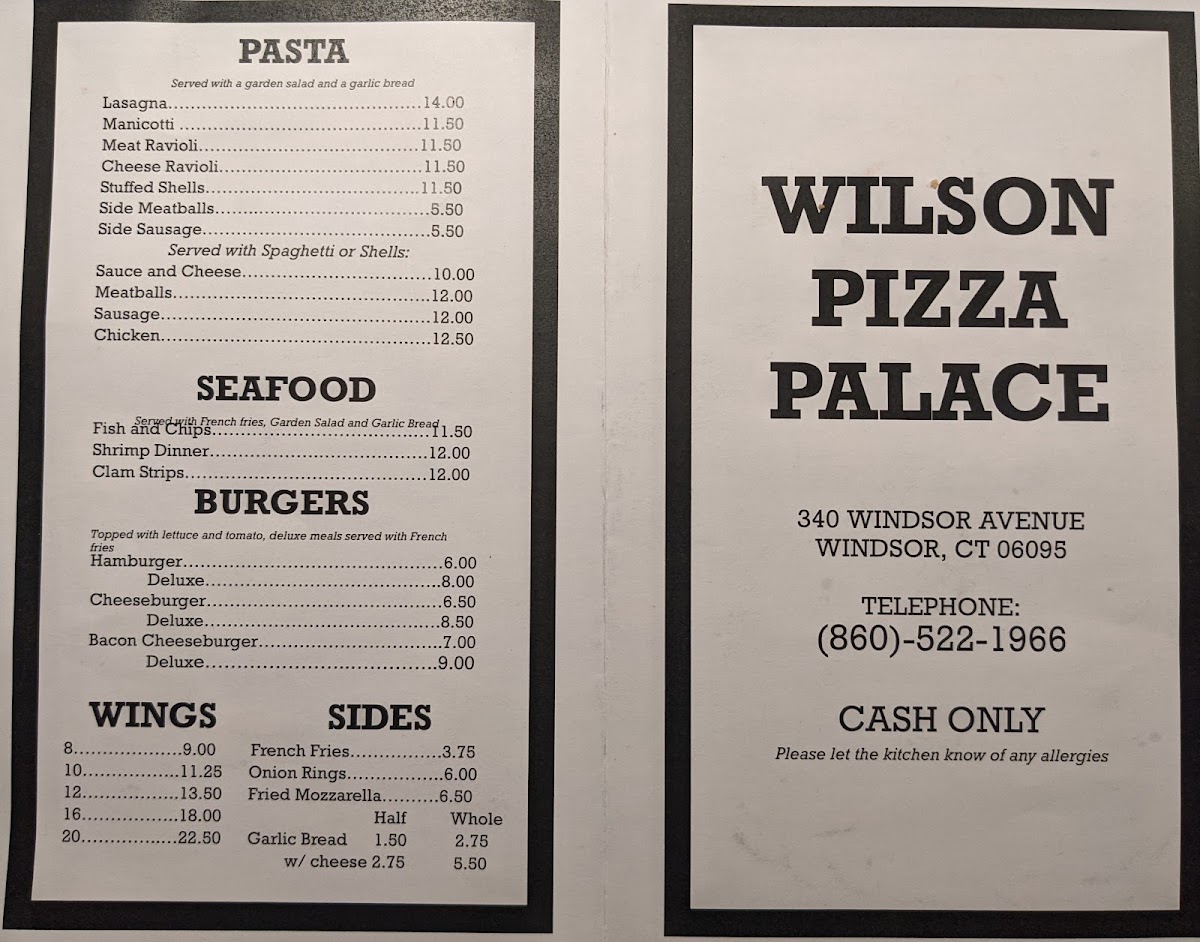 PASTA
Served with a garden salad and a garlic bread
Lasagna..............................................14.00
Manicotti ............................................11.50
Meat Ravioli........................................11.50
Cheese Ravioli.....................................11.50
Stuffed Shells.......................................11.50
Side Meatballs.......................................5.50
Side Sausage.........................................5.50
Served with Spaghetti or Shells:
Sauce and Cheese..................................10.00
Meatballs..............................................12.00
Sausage................................................12.00
Chicken................................................12.50
SEAFOOD
Served with French fries, Garden Salad and Garlic Bread
Fish and Chips.......................................11.50
Shrimp Dinner.......................................12.00
Clam Strips...........................................12.00
BURGERS
Topped with lettuce and tomato, deluxe meals served with French
fries
Hamburger..............................................6.00
Deluxe..........................................8.00
Cheeseburger..........................................6.50
Deluxe..........................................8.50
Bacon Cheeseburger.................................7.00
Deluxe..........................................9.00
WINGS
8...................9.00
10.................11.25
12.................13.50
16.................18.00
20.................22.50
SIDES
French Fries................3.75
Onion Rings.................6.00
Fried Mozzarella..........6.50
Half Whole
Garlic Bread 1.50 2.75
w/ cheese 2.75 5.50
WILSON
PIZZA
PALACE
340 WINDSOR AVENUE
WINDSOR, CT 06095
TELEPHONE:
(860)-522-1966
CASH ONLY
Please let the kitchen know of any allergies